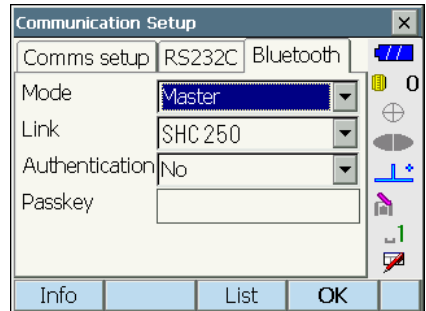 Communication Setup
Comms setup RS232C Bluetooth
0
Mode Master
Link SHC250
Authentication No
Passkey
1
Info List OK